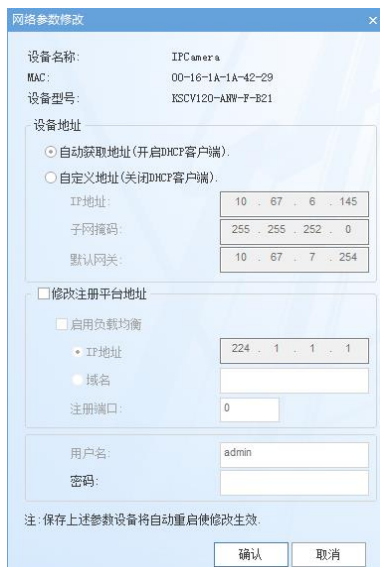 网络参数修改
设备名称: IPCamera
MAC: 00-16-1A-1A-42-29
设备型号: KSCV120-ANW-F-B21
设备地址
自动获取地址(开启DHCP客户端).
自定义地址(关闭DHCP客户端).
IP地址: 10 . 67 . 6 . 145
子网掩码: 255 . 255 . 252 . 0
默认网关: 10 . 67 . 7 . 254
修改注册平台地址
启用负载均衡
IP地址 224 . 1 . 1 . 1
域名
注册端口: 0
用户名: admin
密码:
注:保存上述参数设备将自动重启使修改生效.
确认 取消